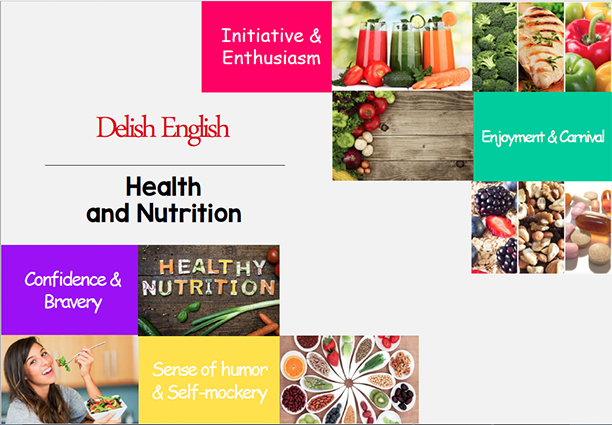 Initiative &
Enthusiasm
Delish English
Enjoyment & Carnival
Health
and Nutrition
Confidence &
Bravery
HEALTHY
NUTRITION
Sense of humor
& Self-mockery